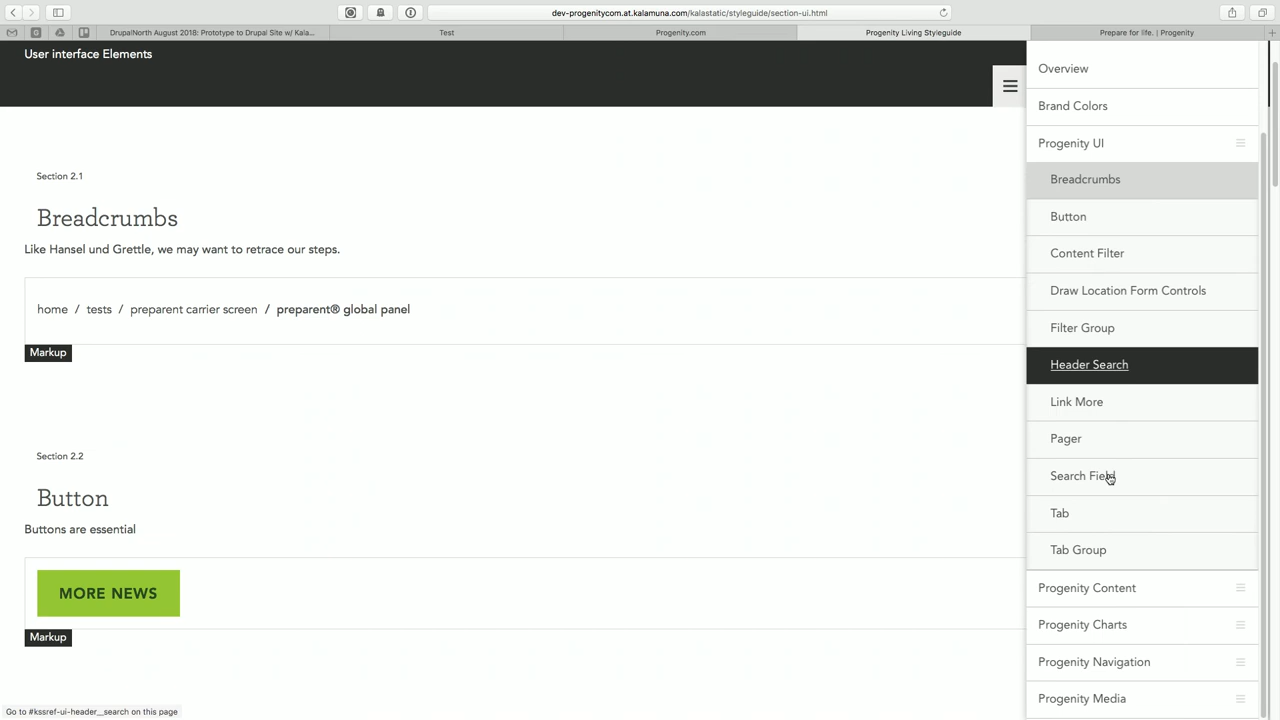 dev-progenitycom.at.kalamuna.com/kalastatic/styleguide/section-ui.html
DrupalNorth August 2018: Prototype to Drupal Site w/ Kala...
Test
Progenity.com
Progenity Living Styleguide
Prepare for life. | Progenity
User interface Elements
Section 2.1
Breadcrumbs
Like Hansel und Grettle, we may want to retrace our steps.
home / tests / preparent carrier screen / preparent® global panel
Markup
Section 2.2
Button
Buttons are essential
MORE NEWS
Markup
Overview
Brand Colors
Progenity UI
Breadcrumbs
Button
Content Filter
Draw Location Form Controls
Filter Group
Header Search
Link More
Pager
Search Field
Tab
Tab Group
Progenity Content
Progenity Charts
Progenity Navigation
Progenity Media
Go to #kssref-ui-header__search on this page